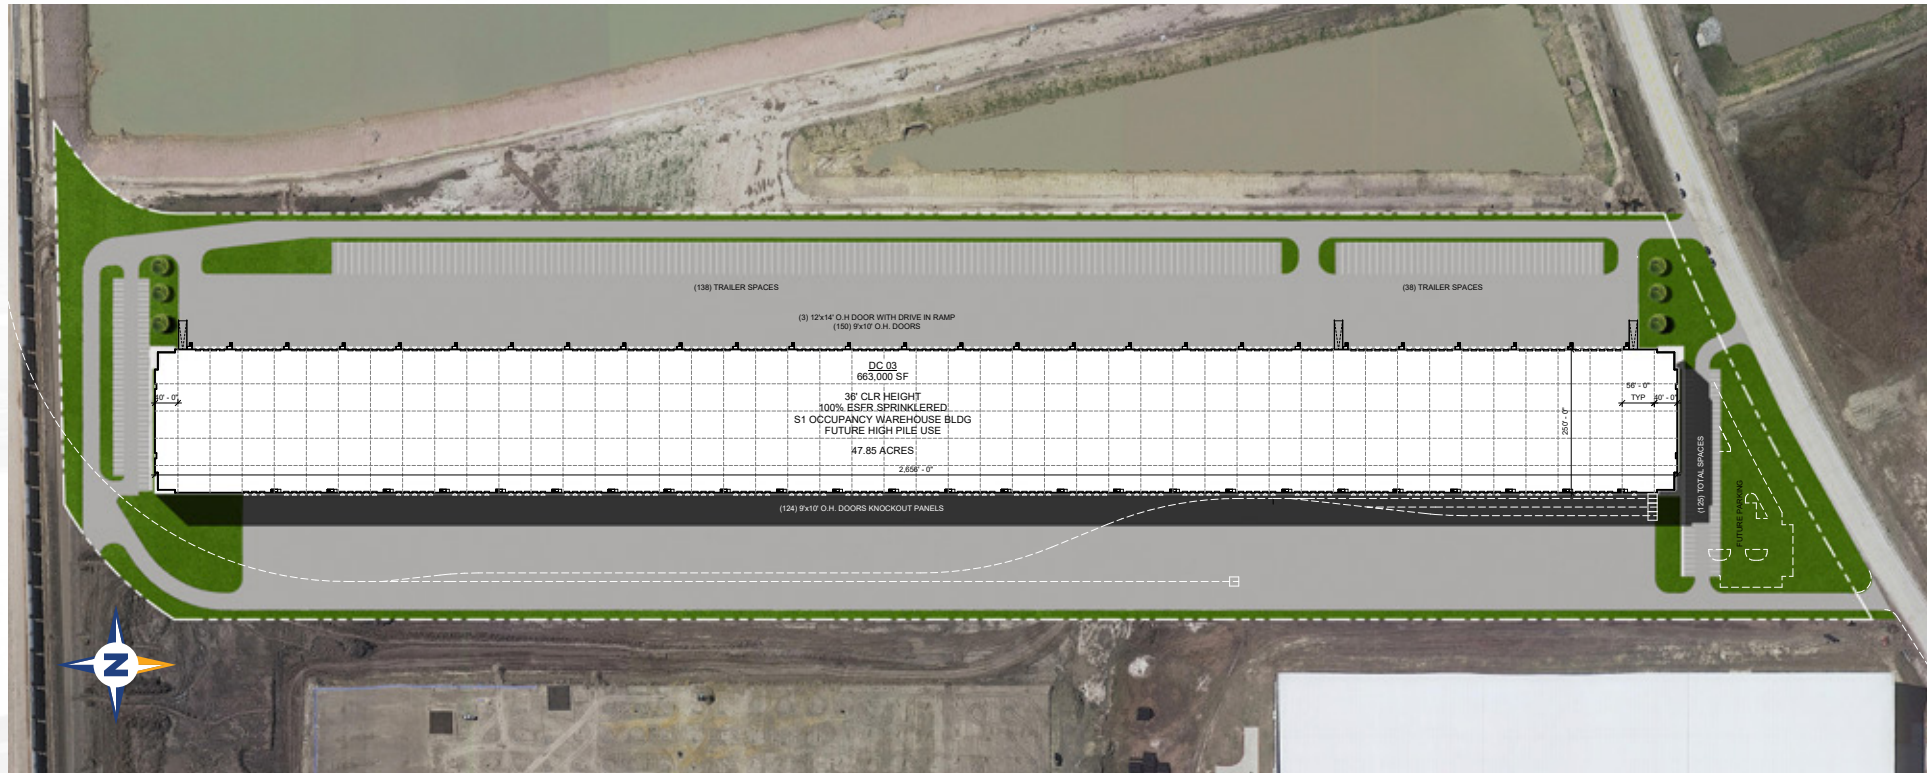 (138) TRAILER SPACES
(38) TRAILER SPACES
(3) 12'x14' O.H DOOR WITH DRIVE IN RAMP
(150) 9'x10' O.H. DOORS
DC 03
663,000 SF
36' CLR HEIGHT
100% ESFR SPRINKLERED
S1 OCCUPANCY WAREHOUSE BLDG
FUTURE HIGH PILE USE
47.85 ACRES
40' - 0"
56' - 0"
TYP
40' - 0"
250' - 0"
2,656' - 0"
(124) 9'x10' O.H. DOORS KNOCKOUT PANELS
(125) TOTAL SPACES
FUTURE PARKING
N